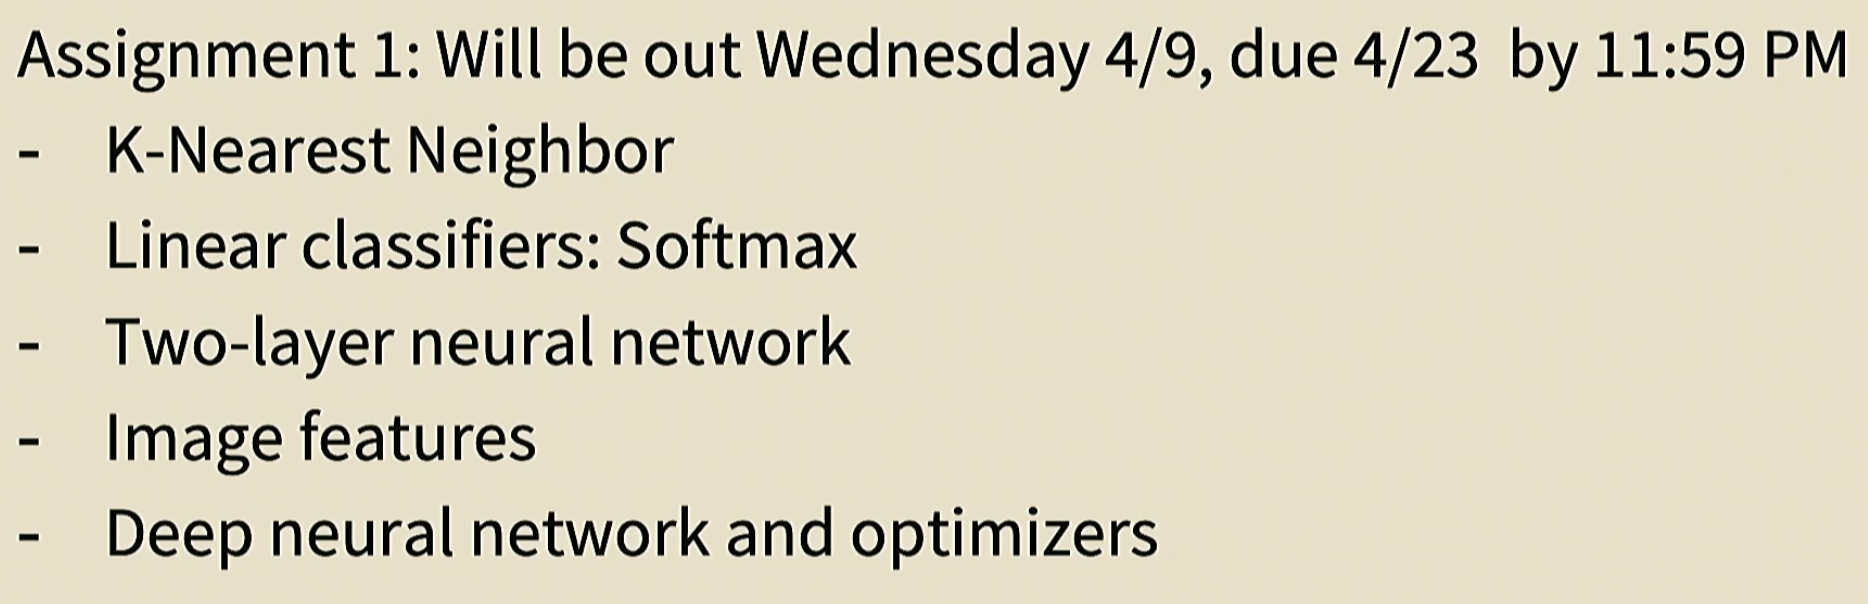 Assignment 1: Will be out Wednesday 4/9, due 4/23 by 11:59 PM
- K-Nearest Neighbor
- Linear classifiers: Softmax
- Two-layer neural network
- Image features
- Deep neural network and optimizers